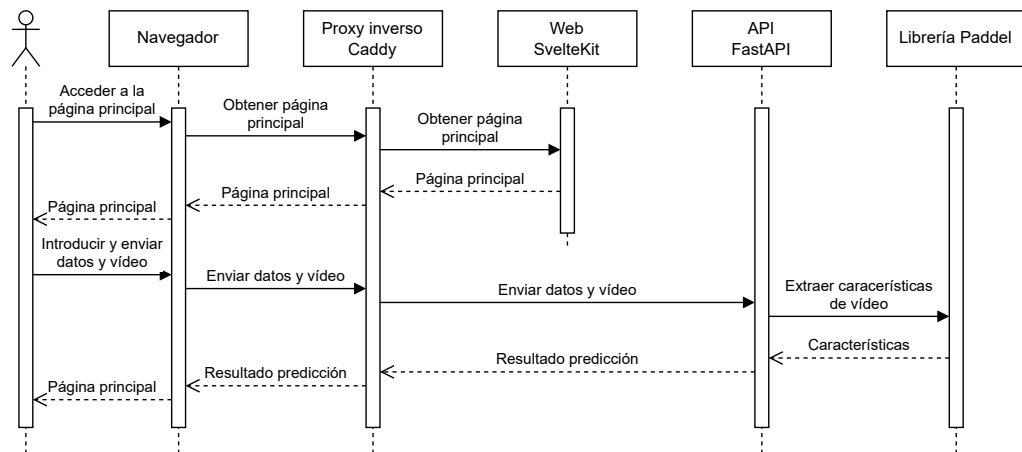 Navegador
Proxy inverso
Caddy
Web
SvelteKit
API
FastAPI
Librería Paddel
Acceder a la
página principal
Obtener página
principal
Obtener página
principal
Página principal
Página principal
Página principal
Introducir y enviar
datos y vídeo
Enviar datos y vídeo
Enviar datos y vídeo
Extraer caracerísticas
de vídeo
Características
Resultado predicción
Resultado predicción
Página principal